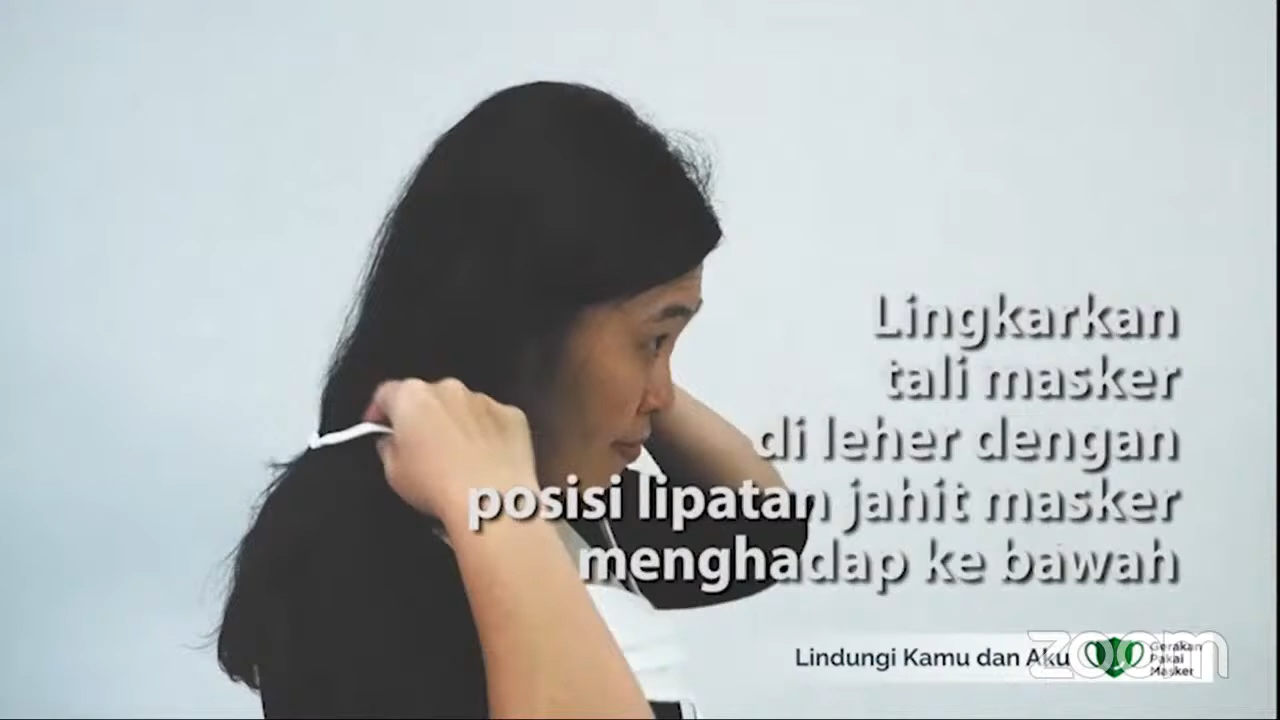 Lingkarkan
tali masker
di leher dengan
posisi lipatan jahit masker
menghadap ke bawah
Lindungi Kamu dan Aku
Gerakan
Pakai
Masker
zoom